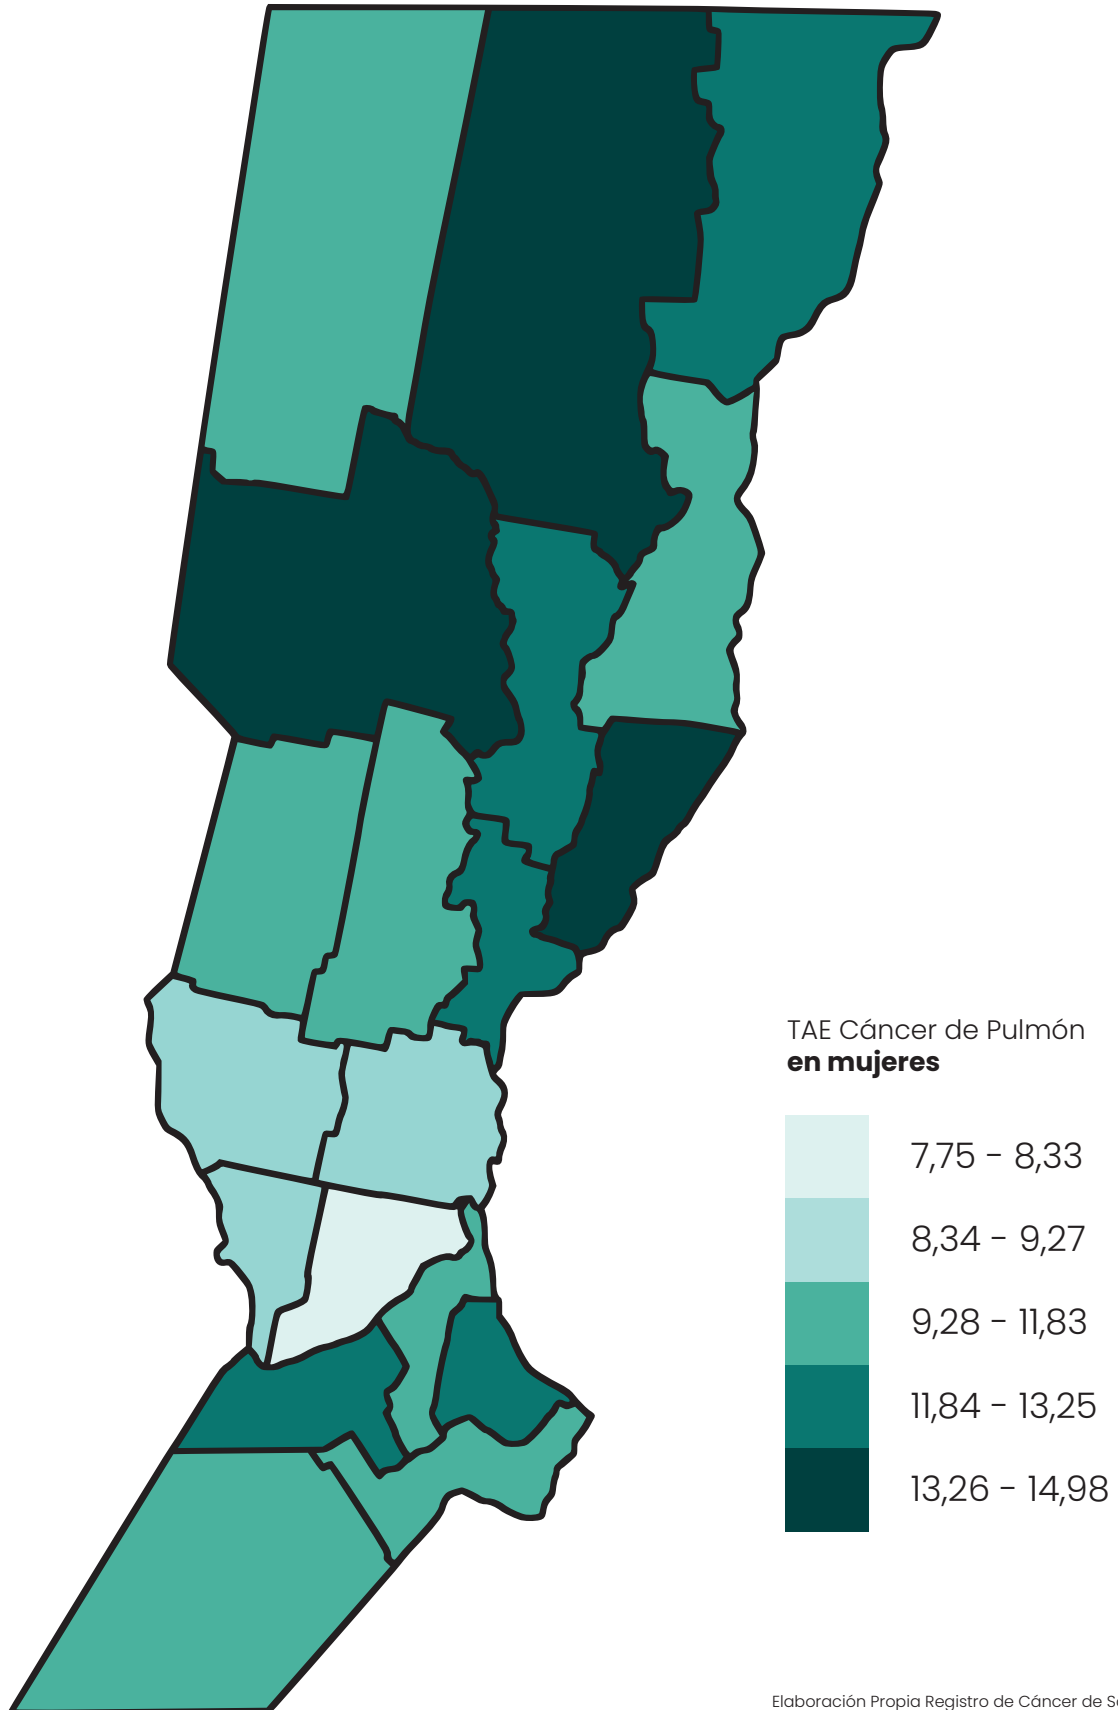 TAE Cáncer de Pulmón
en mujeres
7,75 - 8,33
8,34 - 9,27
9,28 - 11,83
11,84 - 13,25
13,26 - 14,98
Elaboración Propia Registro de Cáncer de